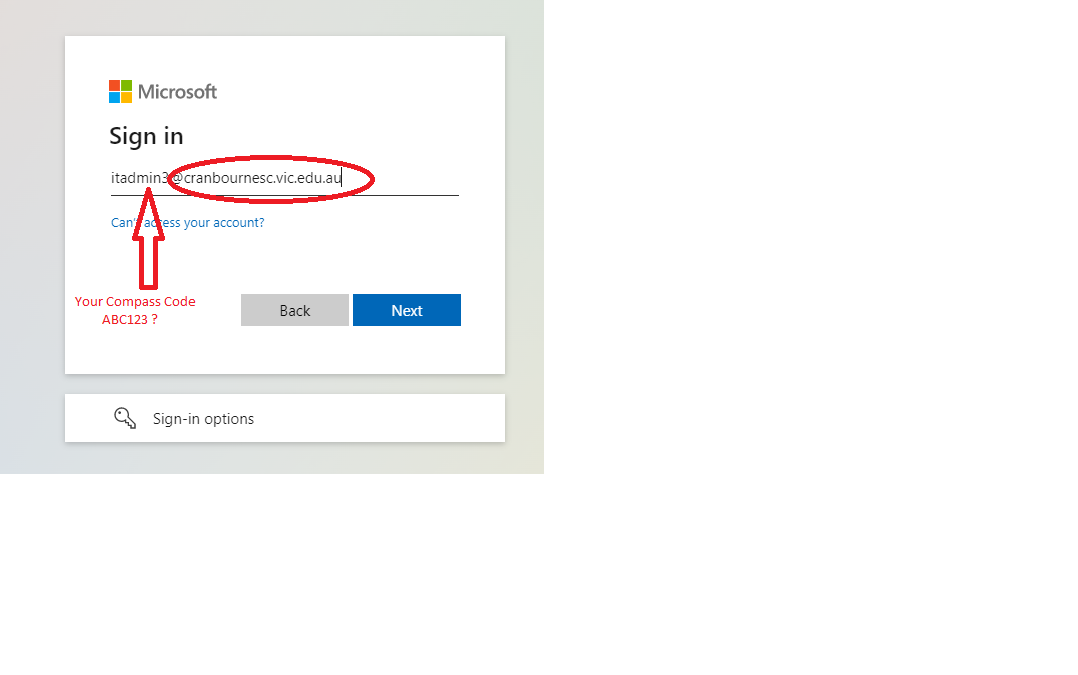 Microsoft
Sign in
itadmin3@cranbournesc.vic.edu.au
Can't access your account?
Your Compass Code
ABC123 ?
Back
Next
Sign-in options